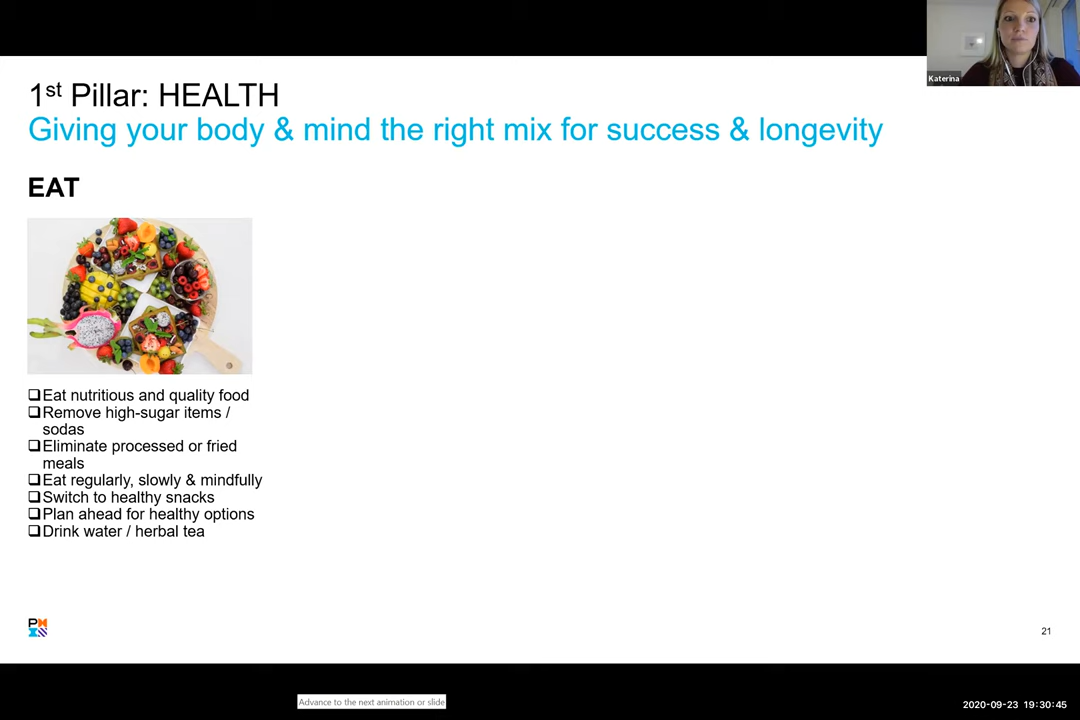 Katerina
1st Pillar: HEALTH
Giving your body & mind the right mix for success & longevity
EAT
❑Eat nutritious and quality food
❑Remove high-sugar items /
sodas
❑Eliminate processed or fried
meals
❑Eat regularly, slowly & mindfully
❑Switch to healthy snacks
❑Plan ahead for healthy options
❑Drink water / herbal tea
21
Advance to the next animation or slide
2020-09-23 19:30:45